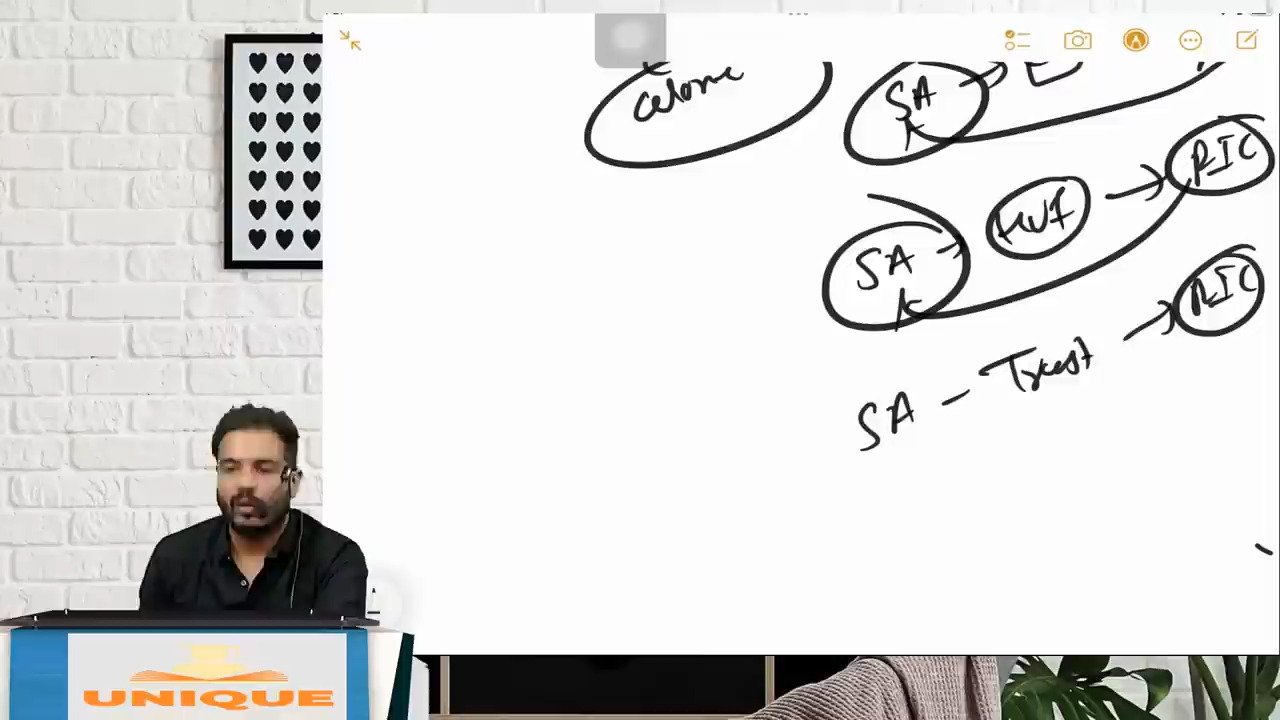 alone
SA →
SA → HUF → RIC
SA - Trust → RIC
UNIQUE